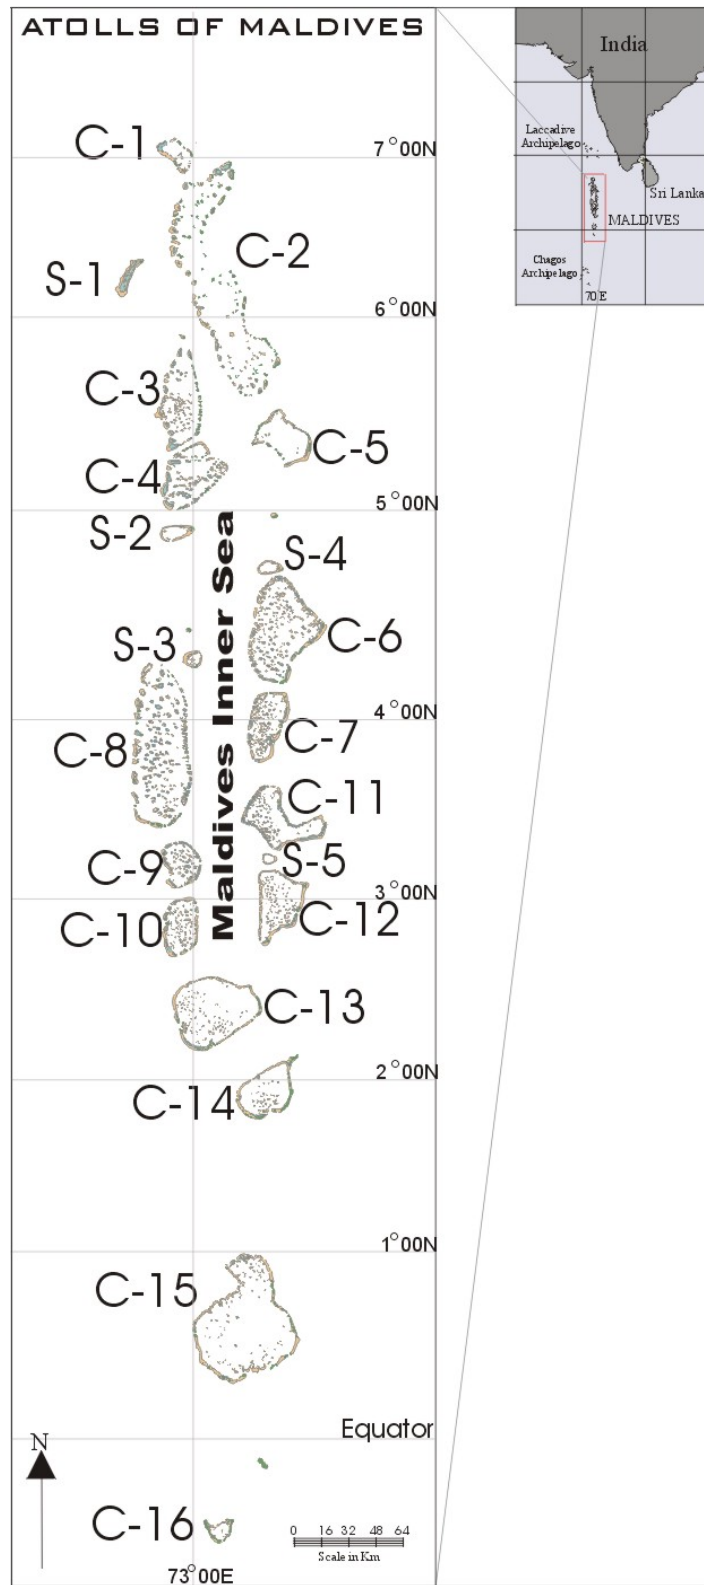 ATOLLS OF MALDIVES
India
C-1
7°00N
Laccadive
Archipelago
Sri Lanka
MALDIVES
C-2
S-1
Chagos
Archipelago
70 E
6°00N
C-3
C-5
C-4
5°00N
S-2
S-4
Maldives Inner Sea
C-6
S-3
4°00N
C-7
C-8
C-11
S-5
C-9
3°00N
C-12
C-10
C-13
2°00N
C-14
1°00N
C-15
Equator
N
C-16
0 16 32 48 64
Scale in Km
73°00E